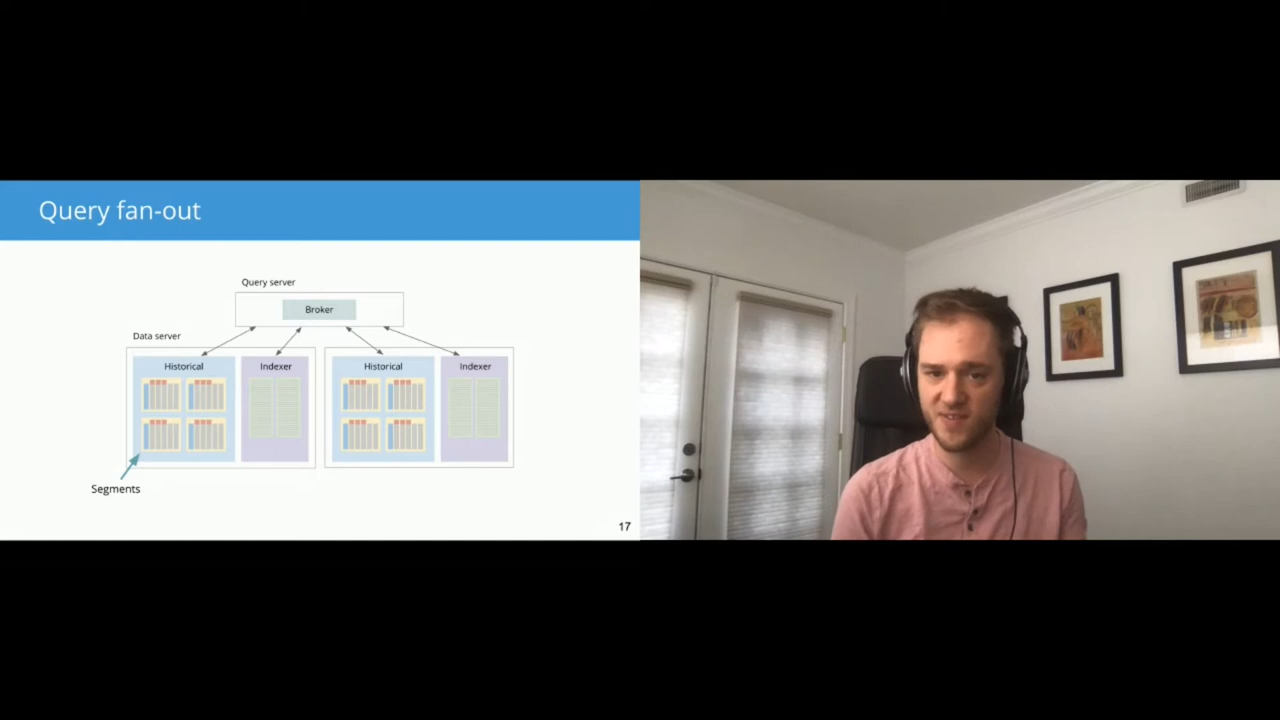 Query fan-out
Query server
Broker
Data server
Historical
Indexer
Historical
Indexer
Segments
17